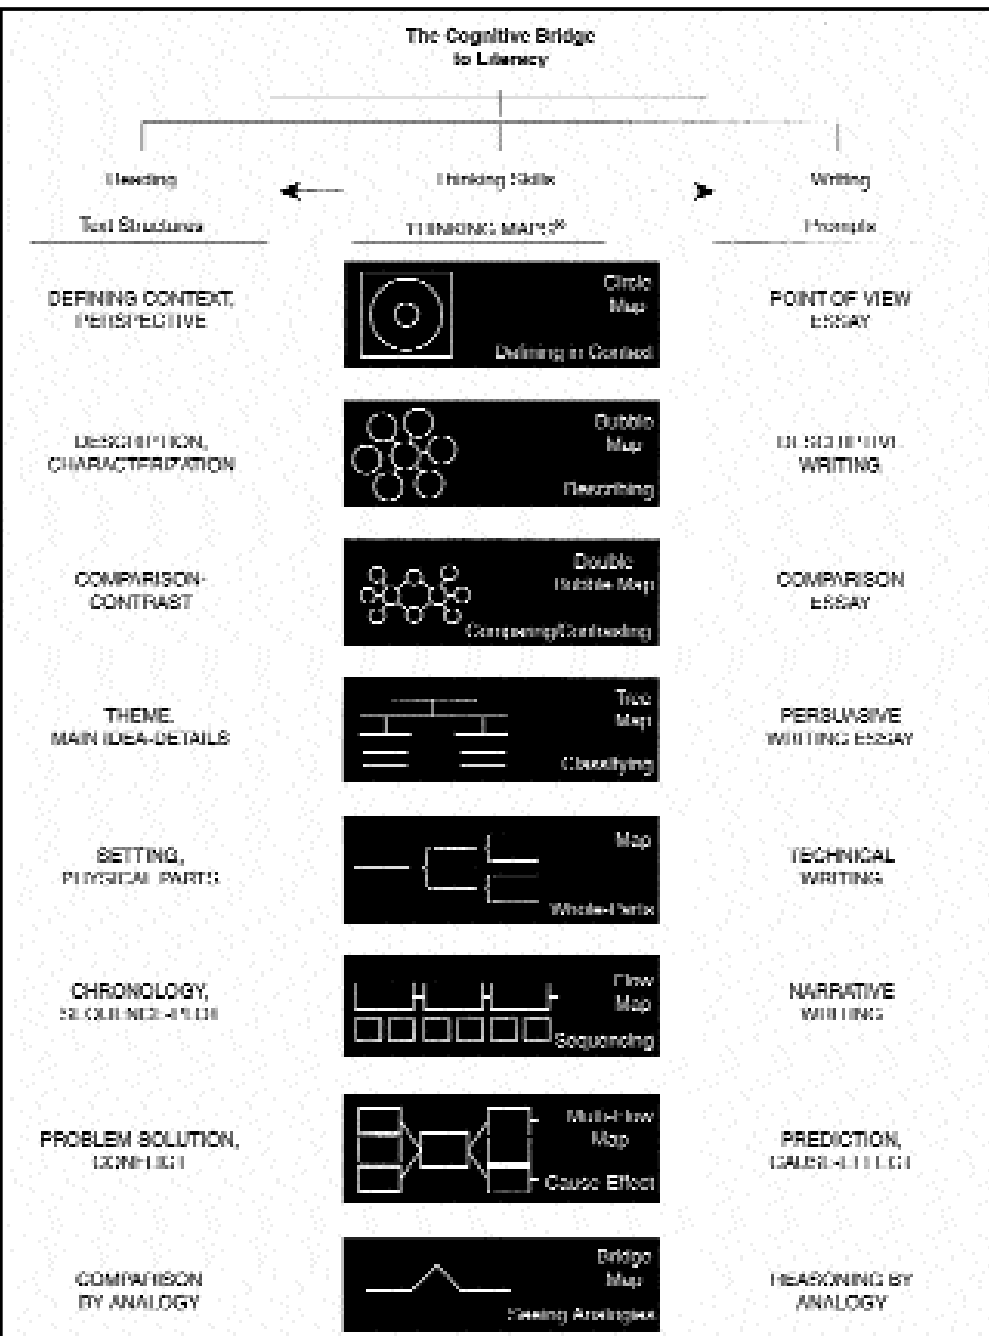 The Cognitive Bridge
to Literacy
Reading
Thinking Skills
Writing
Text Structures
THINKING MAPS®
Prompts
DEFINING CONTEXT,
PERSPECTIVE
Circle
Map
Defining in Context
POINT OF VIEW
ESSAY
DESCRIPTION,
CHARACTERIZATION
Bubble
Map
Describing
DESCRIPTIVE
WRITING
COMPARISON-
CONTRAST
Double
Bubble Map
Comparing/Contrasting
COMPARISON
ESSAY
THEME,
MAIN IDEA-DETAILS
Tree
Map
Classifying
PERSUASIVE
WRITING ESSAY
SETTING,
PHYSICAL PARTS
Map
Whole-Parts
TECHNICAL
WRITING
CHRONOLOGY,
SEQUENCE-PLOT
Flow
Map
Sequencing
NARRATIVE
WRITING
PROBLEM SOLUTION,
CONFLICT
Multi-Flow
Map
Cause Effect
PREDICTION,
CAUSE-EFFECT
COMPARISON
BY ANALOGY
Bridge
Map
Seeing Analogies
REASONING BY
ANALOGY